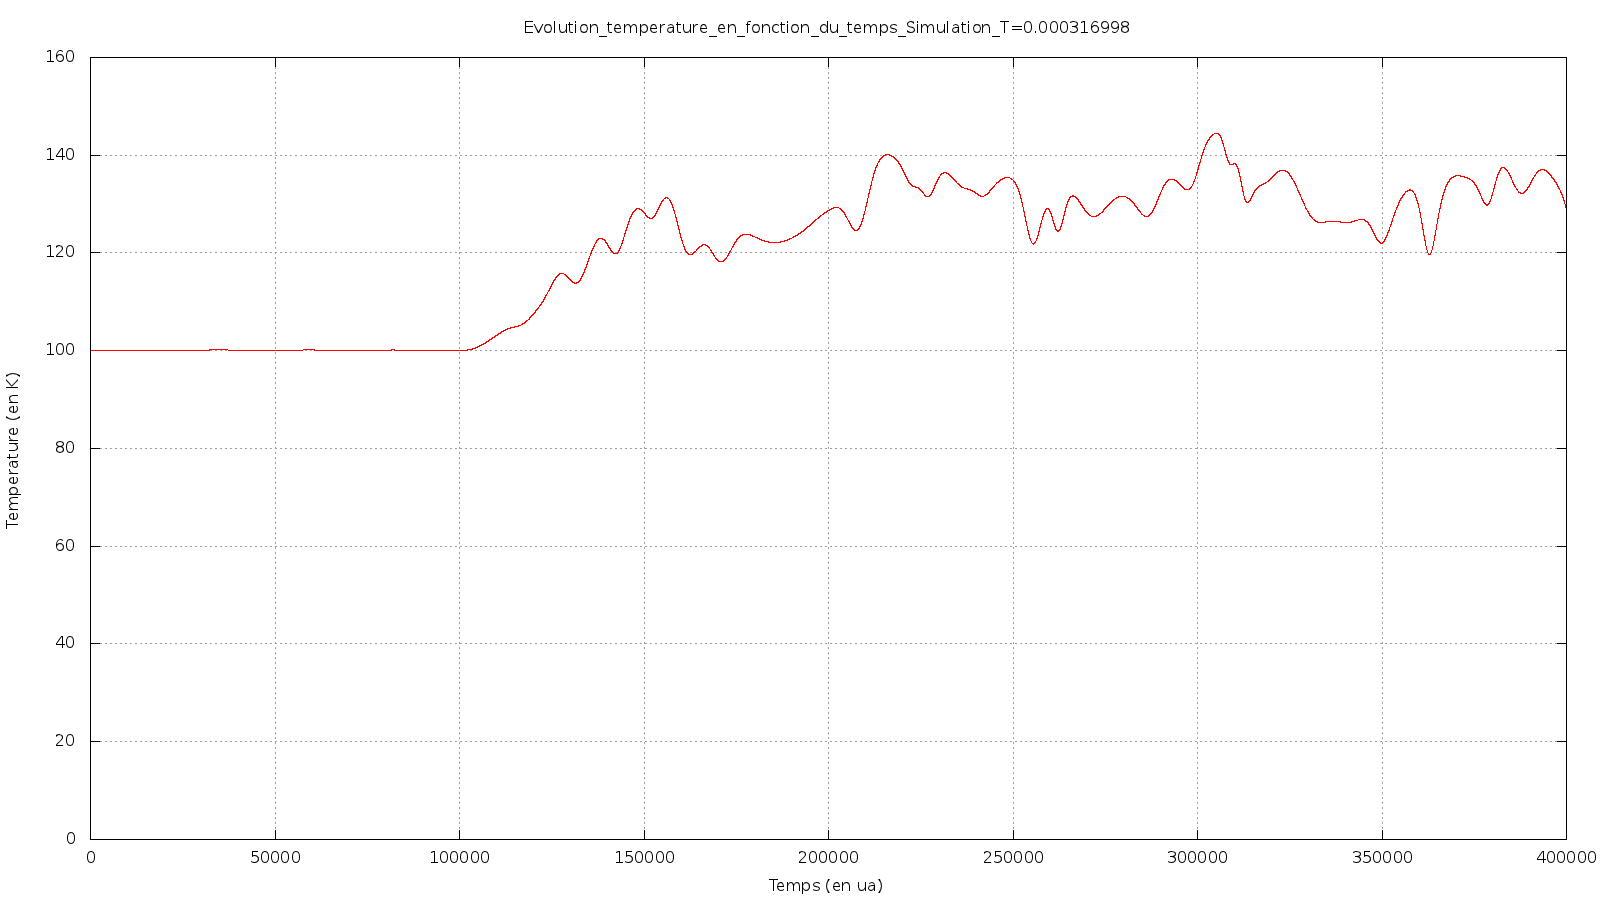 Evolution_temperature_en_fonction_du_temps_Simulation_T=0.000316998
160
140
120
100
80
60
40
20
0
Temperature (en K)
0 50000 100000 150000 200000 250000 300000 350000 400000
Temps (en ua)